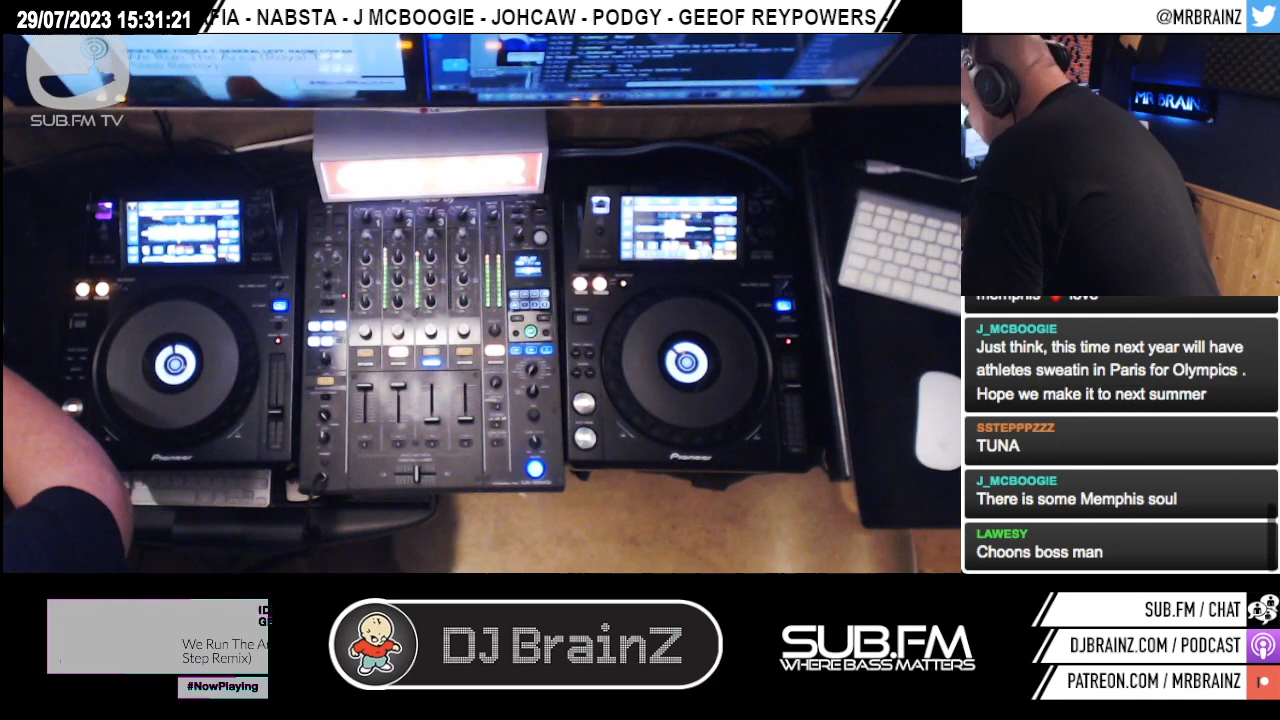 29/07/2023 15:31:21
FIA - NABSTA - J MCBOOGIE - JOHCAW - PODGY - GEEOF REYPOWERS -
@MRBRAINZ
SUB.FM TV
MR BRAINZ
memphis ❤ love
J_MCBOOGIE
Just think, this time next year will have
athletes sweatin in Paris for Olympics .
Hope we make it to next summer
SSTEPPPZZZ
TUNA
J_MCBOOGIE
There is some Memphis soul
LAWESY
Choons boss man
Pioneer
Pioneer
ID
GE
We Run The A
Step Remix)
#NowPlaying
DJ BrainZ
SUB.FM
WHERE BASS MATTERS
SUB.FM / CHAT
DJBRAINZ.COM / PODCAST
PATREON.COM / MRBRAINZ